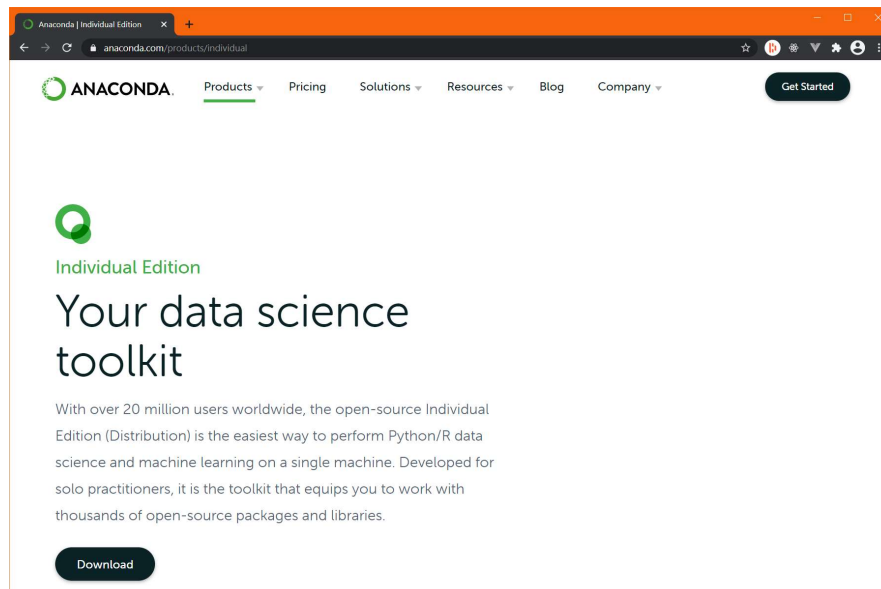 Anaconda | Individual Edition
anaconda.com/products/individual
ANACONDA.
Products
Pricing
Solutions
Resources
Blog
Company
Get Started
Individual Edition
Your data science
toolkit
With over 20 million users worldwide, the open-source Individual
Edition (Distribution) is the easiest way to perform Python/R data
science and machine learning on a single machine. Developed for
solo practitioners, it is the toolkit that equips you to work with
thousands of open-source packages and libraries.
Download